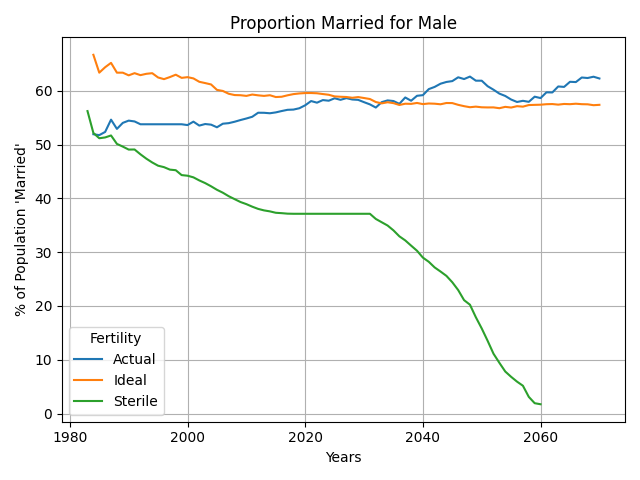 Proportion Married for Male
% of Population 'Married'
60
50
40
30
20
10
0
Fertility
Actual
Ideal
Sterile
1980 2000 2020 2040 2060
Years